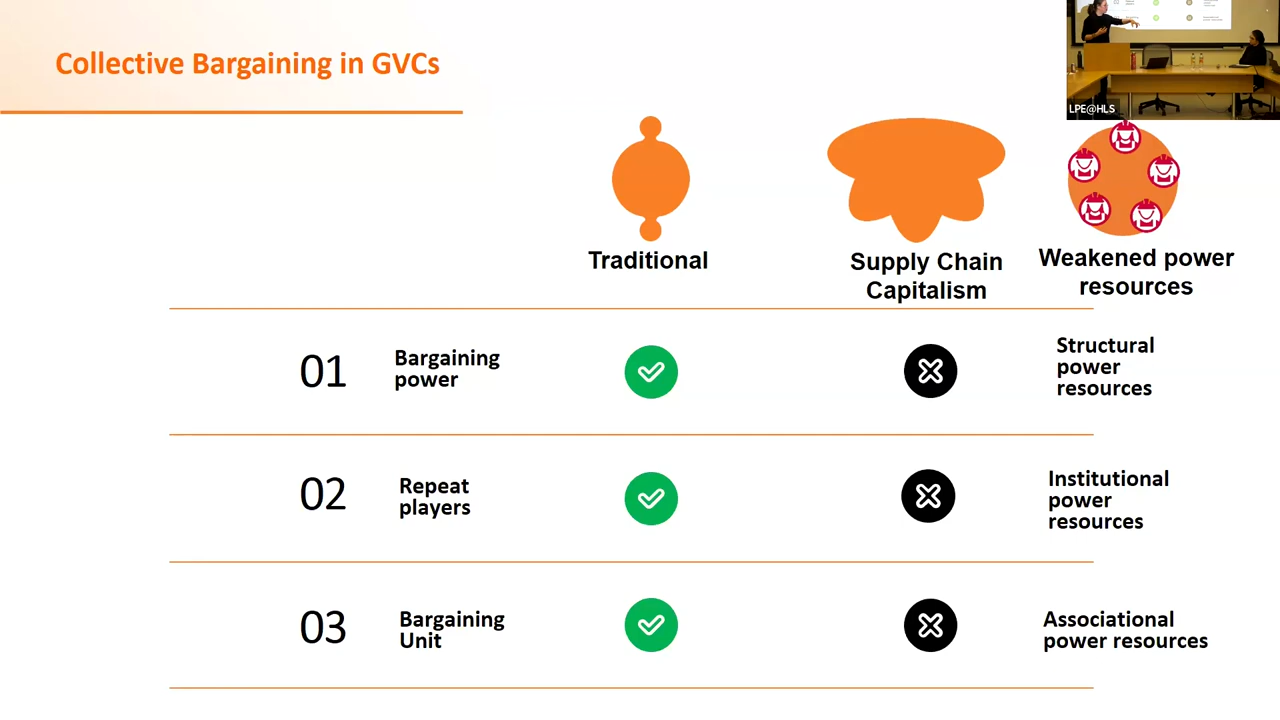 Collective Bargaining in GVCs
LPE@HLS
Traditional
Supply Chain
Capitalism
Weakened power
resources
01
Bargaining
power
Structural
power
resources
02
Repeat
players
Institutional
power
resources
03
Bargaining
Unit
Associational
power resources